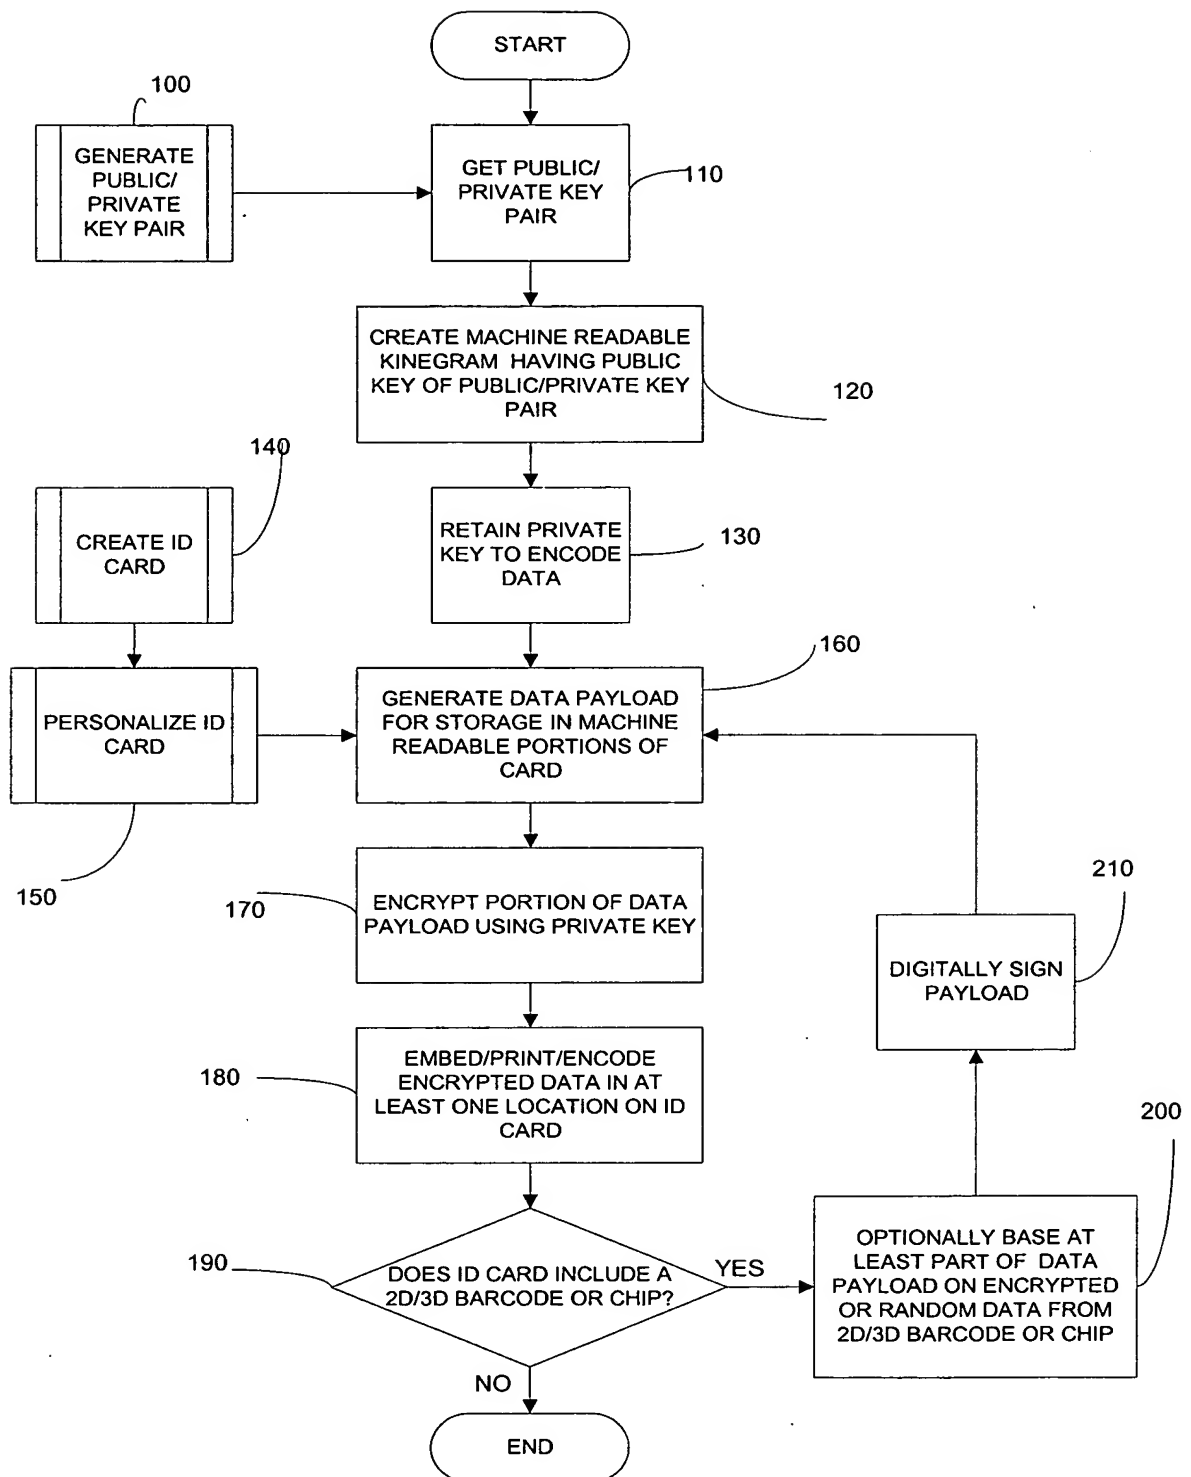 START
100
GENERATE
PUBLIC/
PRIVATE
KEY PAIR
GET PUBLIC/
PRIVATE KEY
PAIR
110
CREATE MACHINE READABLE
KINEGRAM HAVING PUBLIC
KEY OF PUBLIC/PRIVATE KEY
PAIR
120
140
CREATE ID
CARD
RETAIN PRIVATE
KEY TO ENCODE
DATA
130
160
PERSONALIZE ID
CARD
GENERATE DATA PAYLOAD
FOR STORAGE IN MACHINE
READABLE PORTIONS OF
CARD
150
170
ENCRYPT PORTION OF DATA
PAYLOAD USING PRIVATE KEY
210
DIGITALLY SIGN
PAYLOAD
180
EMBED/PRINT/ENCODE
ENCRYPTED DATA IN AT
LEAST ONE LOCATION ON ID
CARD
200
190
DOES ID CARD INCLUDE A
2D/3D BARCODE OR CHIP?
YES
OPTIONALLY BASE AT
LEAST PART OF DATA
PAYLOAD ON ENCRYPTED
OR RANDOM DATA FROM
2D/3D BARCODE OR CHIP
NO
END